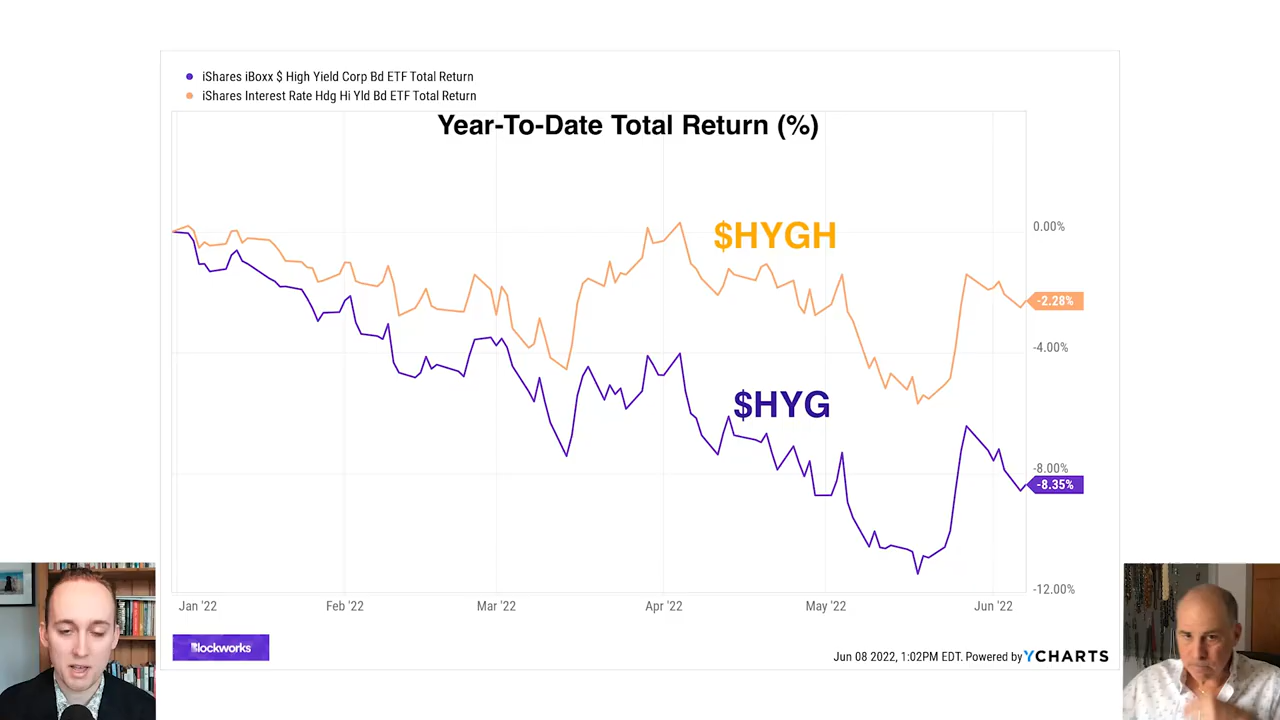 iShares iBoxx $ High Yield Corp Bd ETF Total Return
iShares Interest Rate Hdg Hi Yld Bd ETF Total Return
Year-To-Date Total Return (%)
$HYGH
0.00%
-2.28%
-4.00%
$HYG
-8.00%
-8.35%
-12.00%
Jan '22 Feb '22 Mar '22 Apr '22 May '22 Jun '22
Blockworks
Jun 08 2022, 1:02PM EDT. Powered by YCHARTS